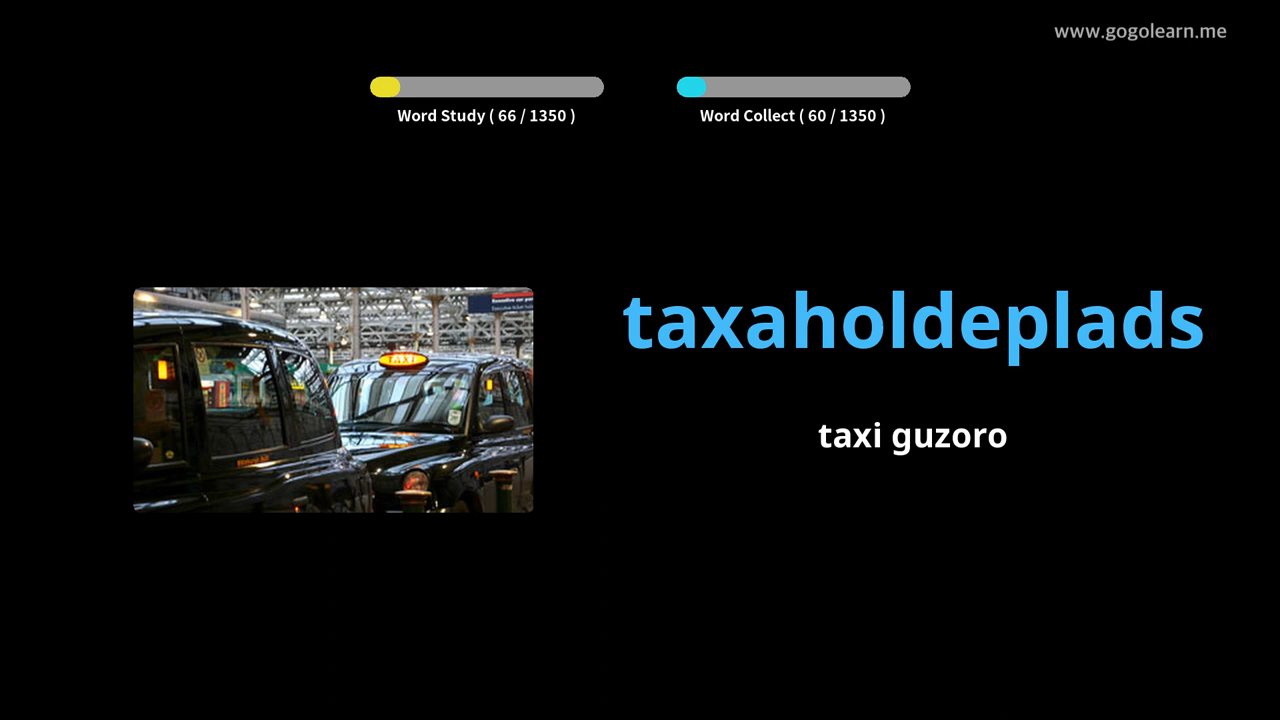 www.gogolearn.me
Word Study ( 66 / 1350 )
Word Collect ( 60 / 1350 )
taxaholdeplads
TAXI
taxi guzoro